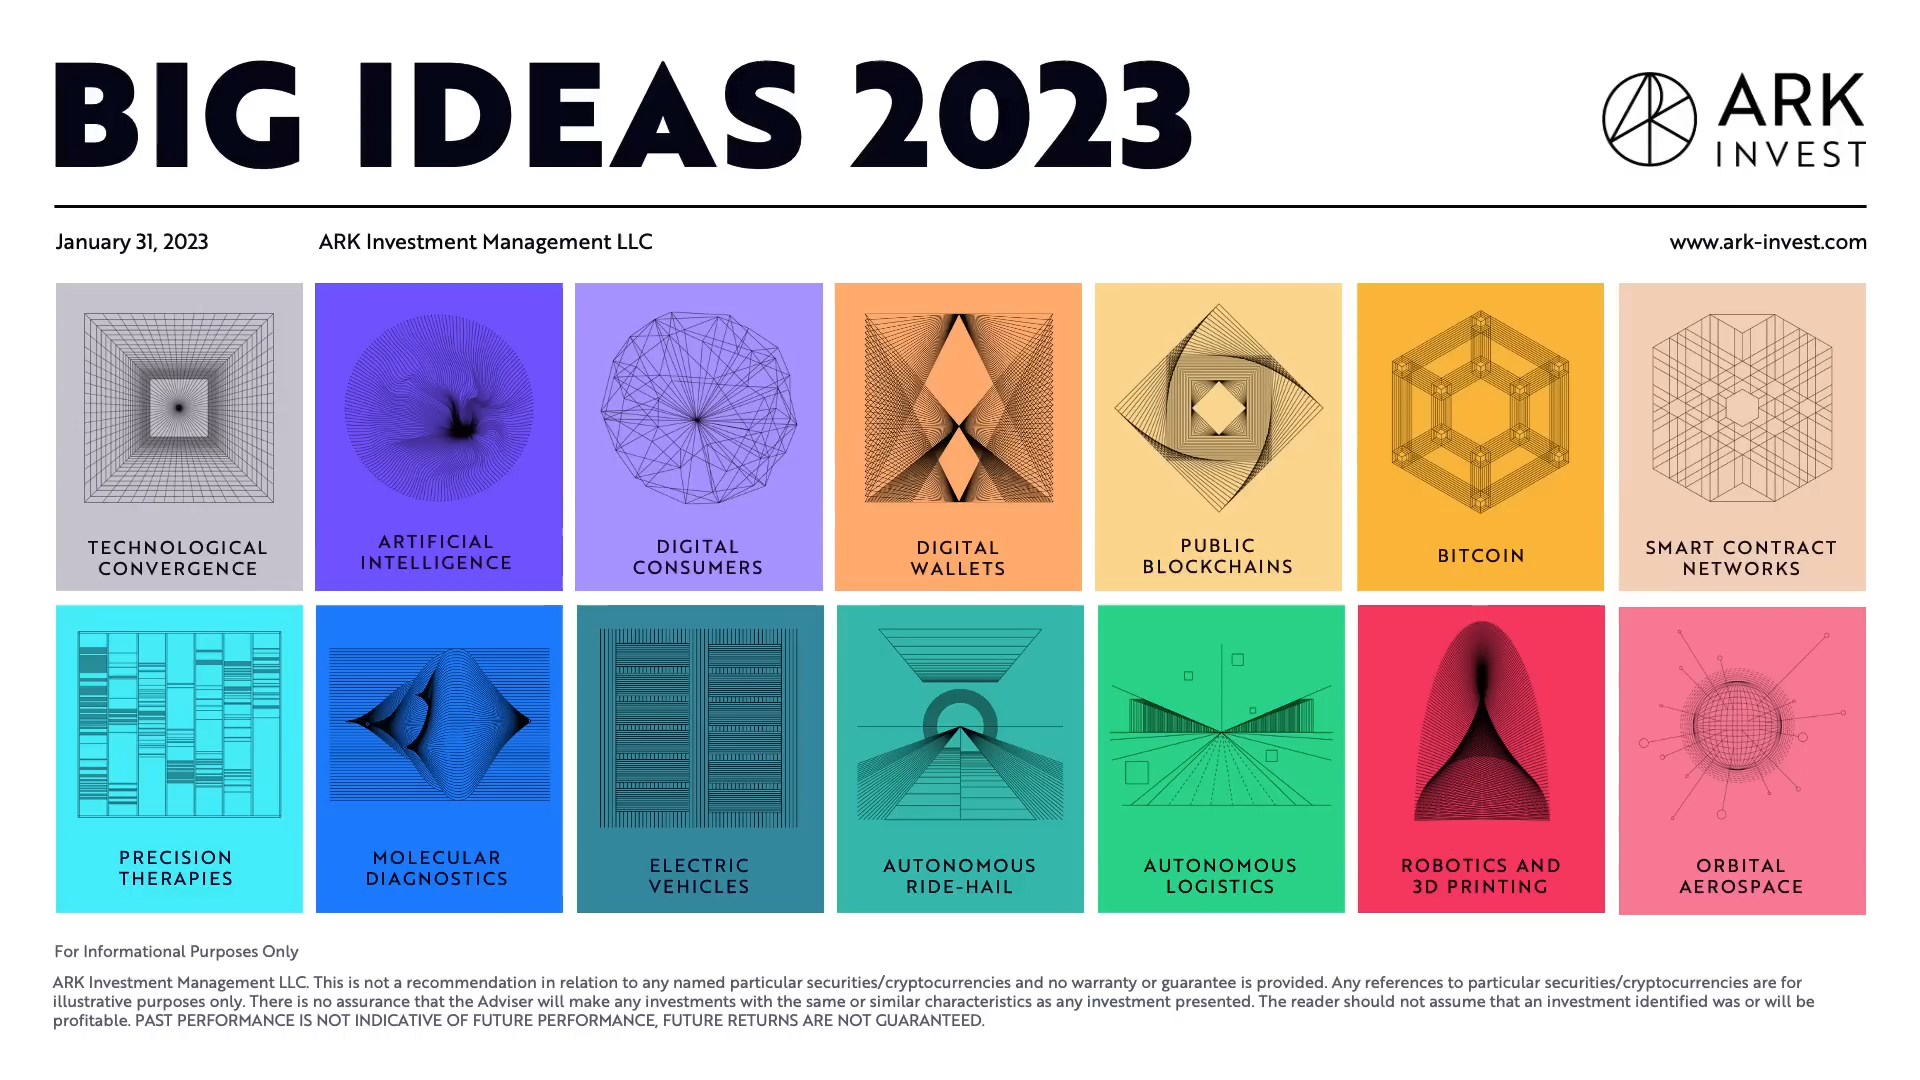 BIG IDEAS 2023
ARK
INVEST
January 31, 2023
ARK Investment Management LLC
www.ark-invest.com
TECHNOLOGICAL
CONVERGENCE
ARTIFICIAL
INTELLIGENCE
DIGITAL
CONSUMERS
DIGITAL
WALLETS
PUBLIC
BLOCKCHAINS
BITCOIN
SMART CONTRACT
NETWORKS
PRECISION
THERAPIES
MOLECULAR
DIAGNOSTICS
ELECTRIC
VEHICLES
AUTONOMOUS
RIDE-HAIL
AUTONOMOUS
LOGISTICS
ROBOTICS AND
3D PRINTING
ORBITAL
AEROSPACE
For Informational Purposes Only
ARK Investment Management LLC. This is not a recommendation in relation to any named particular securities/cryptocurrencies and no warranty or guarantee is provided. Any references to particular securities/cryptocurrencies are for
illustrative purposes only. There is no assurance that the Adviser will make any investments with the same or similar characteristics as any investment presented. The reader should not assume that an investment identified was or will be
profitable. PAST PERFORMANCE IS NOT INDICATIVE OF FUTURE PERFORMANCE, FUTURE RETURNS ARE NOT GUARANTEED.